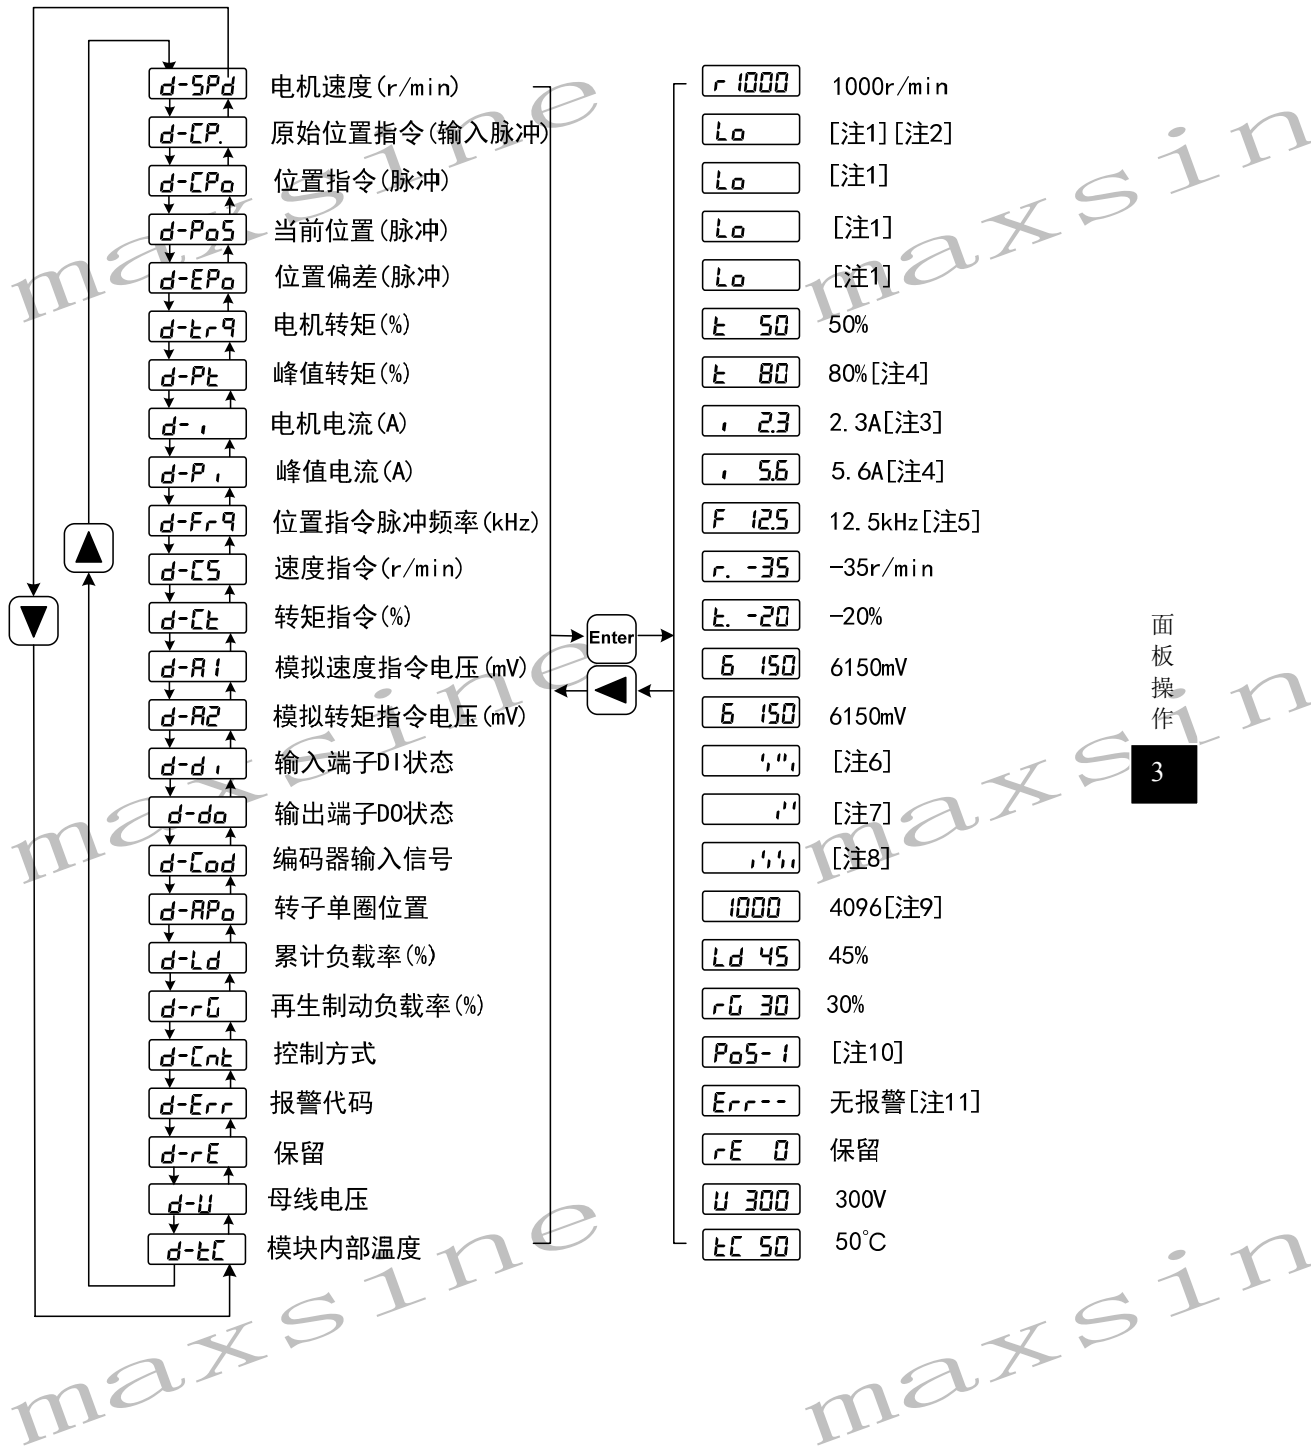 d-SPd 电机速度(r/min) r 1000 1000r/min
d-CP. 原始位置指令(输入脉冲) Lo [注1][注2]
d-CPo 位置指令(脉冲) Lo [注1]
d-PoS 当前位置(脉冲) Lo [注1]
d-EPo 位置偏差(脉冲) Lo [注1]
d-trq 电机转矩(%) t 50 50%
d-Pt 峰值转矩(%) t 80 80%[注4]
d-i 电机电流(A) i 2.3 2.3A[注3]
d-Pi 峰值电流(A) i 5.6 5.6A[注4]
d-Frq 位置指令脉冲频率(kHz) F 12.5 12.5kHz[注5]
d-CS 速度指令(r/min) r. -35 -35r/min
d-Ct 转矩指令(%) t. -20 -20%
Enter
d-A1 模拟速度指令电压(mV) 6 150 6150mV
d-A2 模拟转矩指令电压(mV) 6 150 6150mV
d-di 输入端子DI状态 [注6]
d-do 输出端子DO状态 [注7]
d-Cod 编码器输入信号 [注8]
d-APo 转子单圈位置 1000 4096[注9]
d-Ld 累计负载率(%) Ld 45 45%
d-rG 再生制动负载率(%) rG 30 30%
d-Cnt 控制方式 PoS-1 [注10]
d-Err 报警代码 Err-- 无报警[注11]
d-rE 保留 rE 0 保留
d-U 母线电压 U 300 300V
d-tC 模块内部温度 tC 50 50℃
面板操作
3
maxsine
maxsin
maxsine
maxsin
maxsine
maxsin